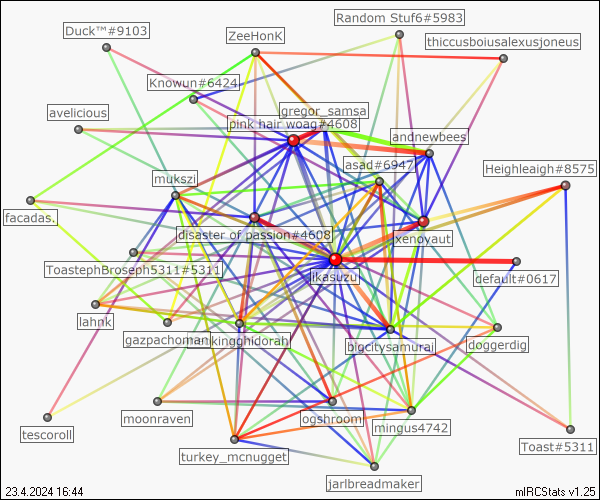 Duck™#9103
Random Stuf6#5983
ZeeHonK
thiccusboiusalexusjoneus
Knowun#6424
avelicious
gregor_samsa
pink hair woag#4608
andnewbees
asad#6947
Heighleigh#8575
mukszi
facadas.
disaster of passion#4608
xenoyaut
ToastephBroseph5311#5311
ikasuzu
default#0617
lahnk
gazpachoman
kingghidorah
bigcitysamurai
doggerdig
moonraven
ogshroom
mingus4742
tescoroll
Toast#5311
turkey_mcnugget
jarlbreadmaker
23.4.2024 16:44
mIRCStats v1.25